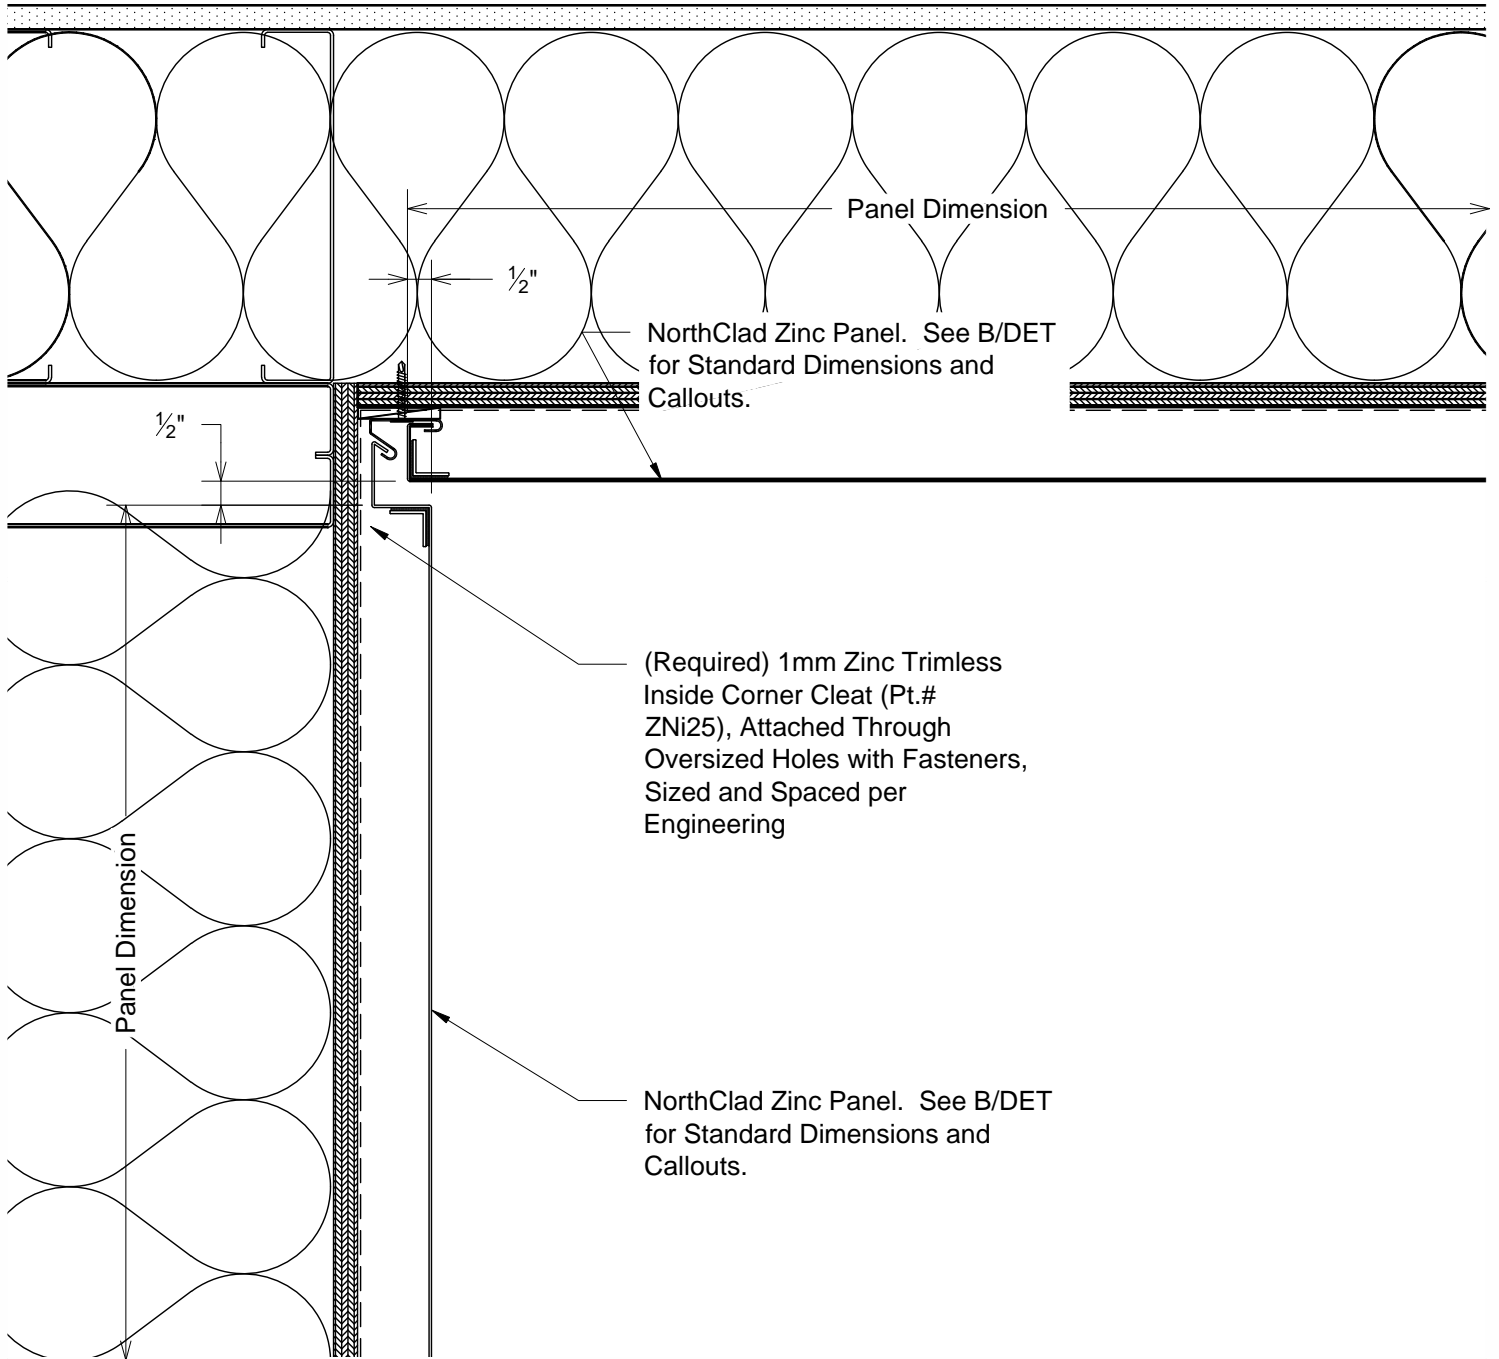 Panel Dimension
½"
NorthClad Zinc Panel.  See B/DET
for Standard Dimensions and
Callouts.
½"
(Required) 1mm Zinc Trimless
Inside Corner Cleat (Pt.#
ZNi25), Attached Through
Oversized Holes with Fasteners,
Sized and Spaced per
Engineering
Panel Dimension
NorthClad Zinc Panel.  See B/DET
for Standard Dimensions and
Callouts.